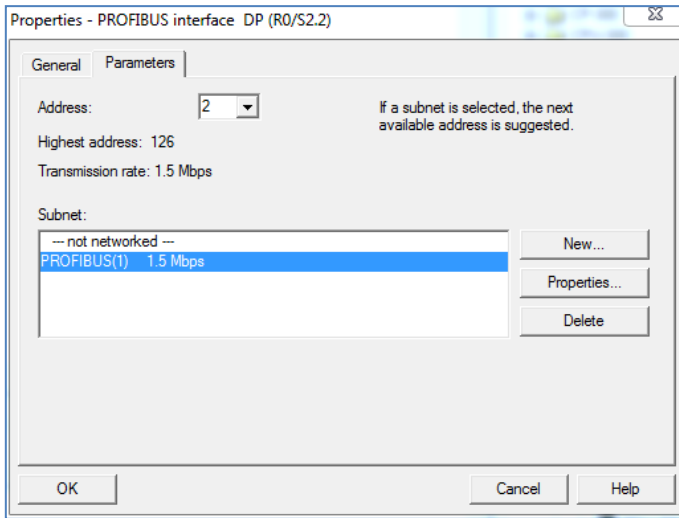 Properties - PROFIBUS interface DP (R0/S2.2)
General
Parameters
Address:
2
If a subnet is selected, the next
available address is suggested.
Highest address: 126
Transmission rate: 1.5 Mbps
Subnet:
--- not networked ---
PROFIBUS(1) 1.5 Mbps
New...
Properties...
Delete
OK
Cancel
Help